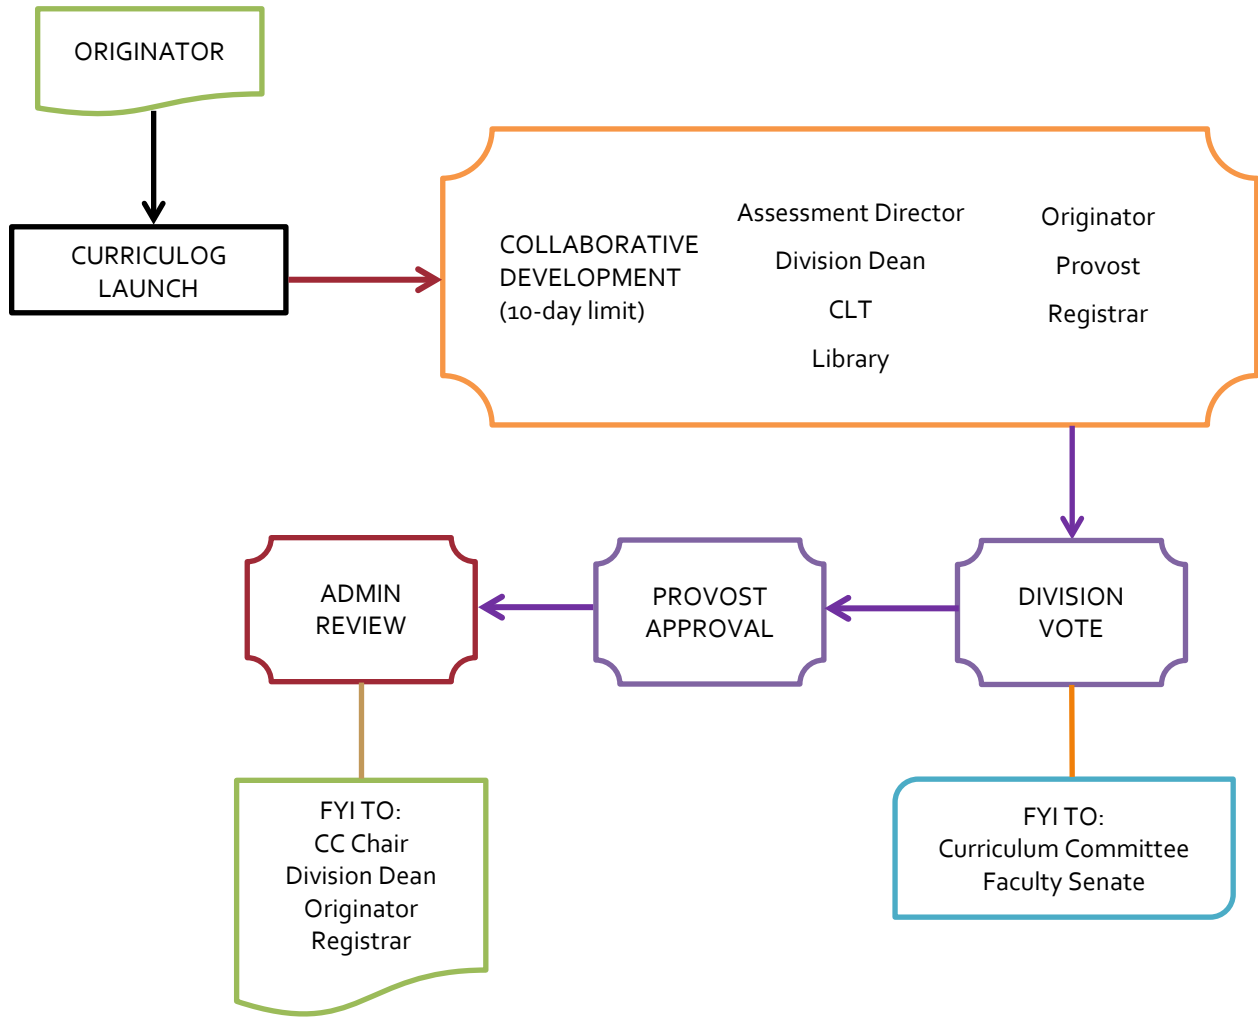 ORIGINATOR
CURRICULOG
LAUNCH
COLLABORATIVE
DEVELOPMENT
(10-day limit)
Assessment Director
Division Dean
CLT
Library
Originator
Provost
Registrar
DIVISION
VOTE
PROVOST
APPROVAL
ADMIN
REVIEW
FYI TO:
CC Chair
Division Dean
Originator
Registrar
FYI TO:
Curriculum Committee
Faculty Senate